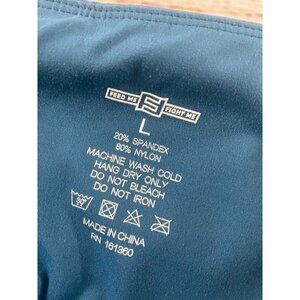 FEED ME FIGHT ME
L
20% SPANDEX
80% NYLON
MACHINE WASH COLD
HANG DRY ONLY
DO NOT BLEACH
DO NOT IRON
30°
MADE IN CHINA
RN 161360